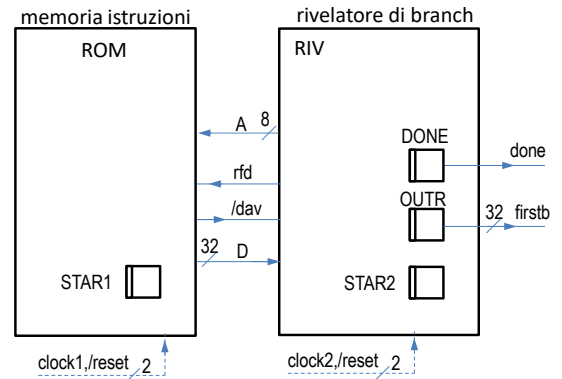 memoria istruzioni
rivelatore di branch
ROM
RIV
A 8
DONE
done
rfd
/dav
OUTR
32 firstb
32 D
STAR1
STAR2
clock1,/reset 2
clock2,/reset 2